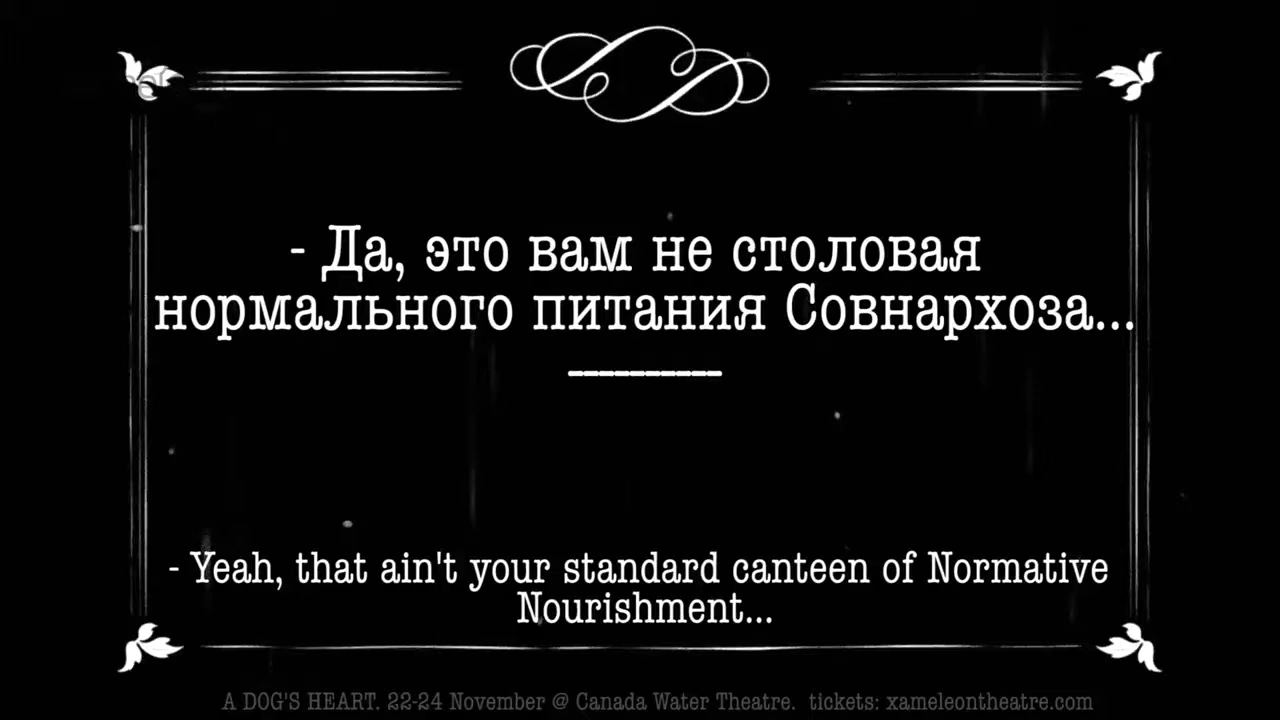 - Да, это вам не столовая
нормального питания Совнархоза...
----------
- Yeah, that ain't your standard canteen of Normative
Nourishment...
A DOG'S HEART. 22-24 November @ Canada Water Theatre. tickets: xameleontheatre.com